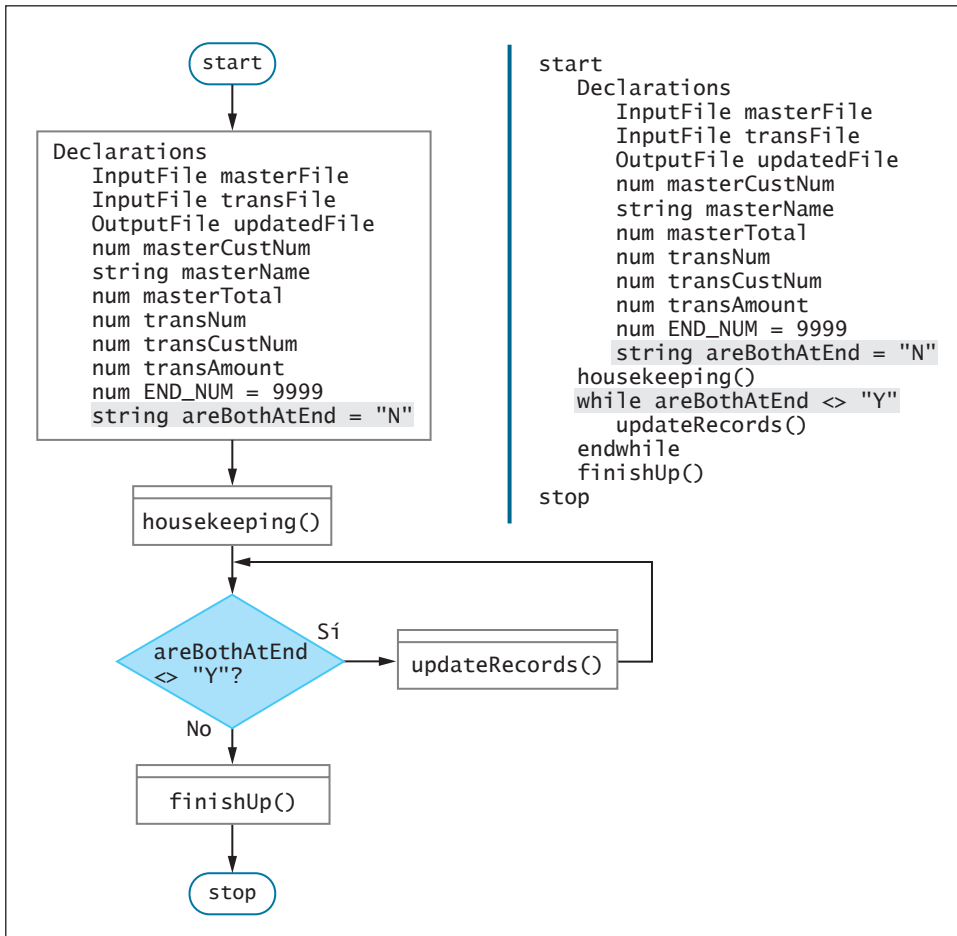 start
Declarations
InputFile masterFile
InputFile transFile
OutputFile updatedFile
num masterCustNum
string masterName
num masterTotal
num transNum
num transCustNum
num transAmount
num END_NUM = 9999
string areBothAtEnd = "N"
housekeeping()
areBothAtEnd
<> "Y"?
Sí
updateRecords()
No
finishUp()
stop
start
Declarations
InputFile masterFile
InputFile transFile
OutputFile updatedFile
num masterCustNum
string masterName
num masterTotal
num transNum
num transCustNum
num transAmount
num END_NUM = 9999
string areBothAtEnd = "N"
housekeeping()
while areBothAtEnd <> "Y"
updateRecords()
endwhile
finishUp()
stop